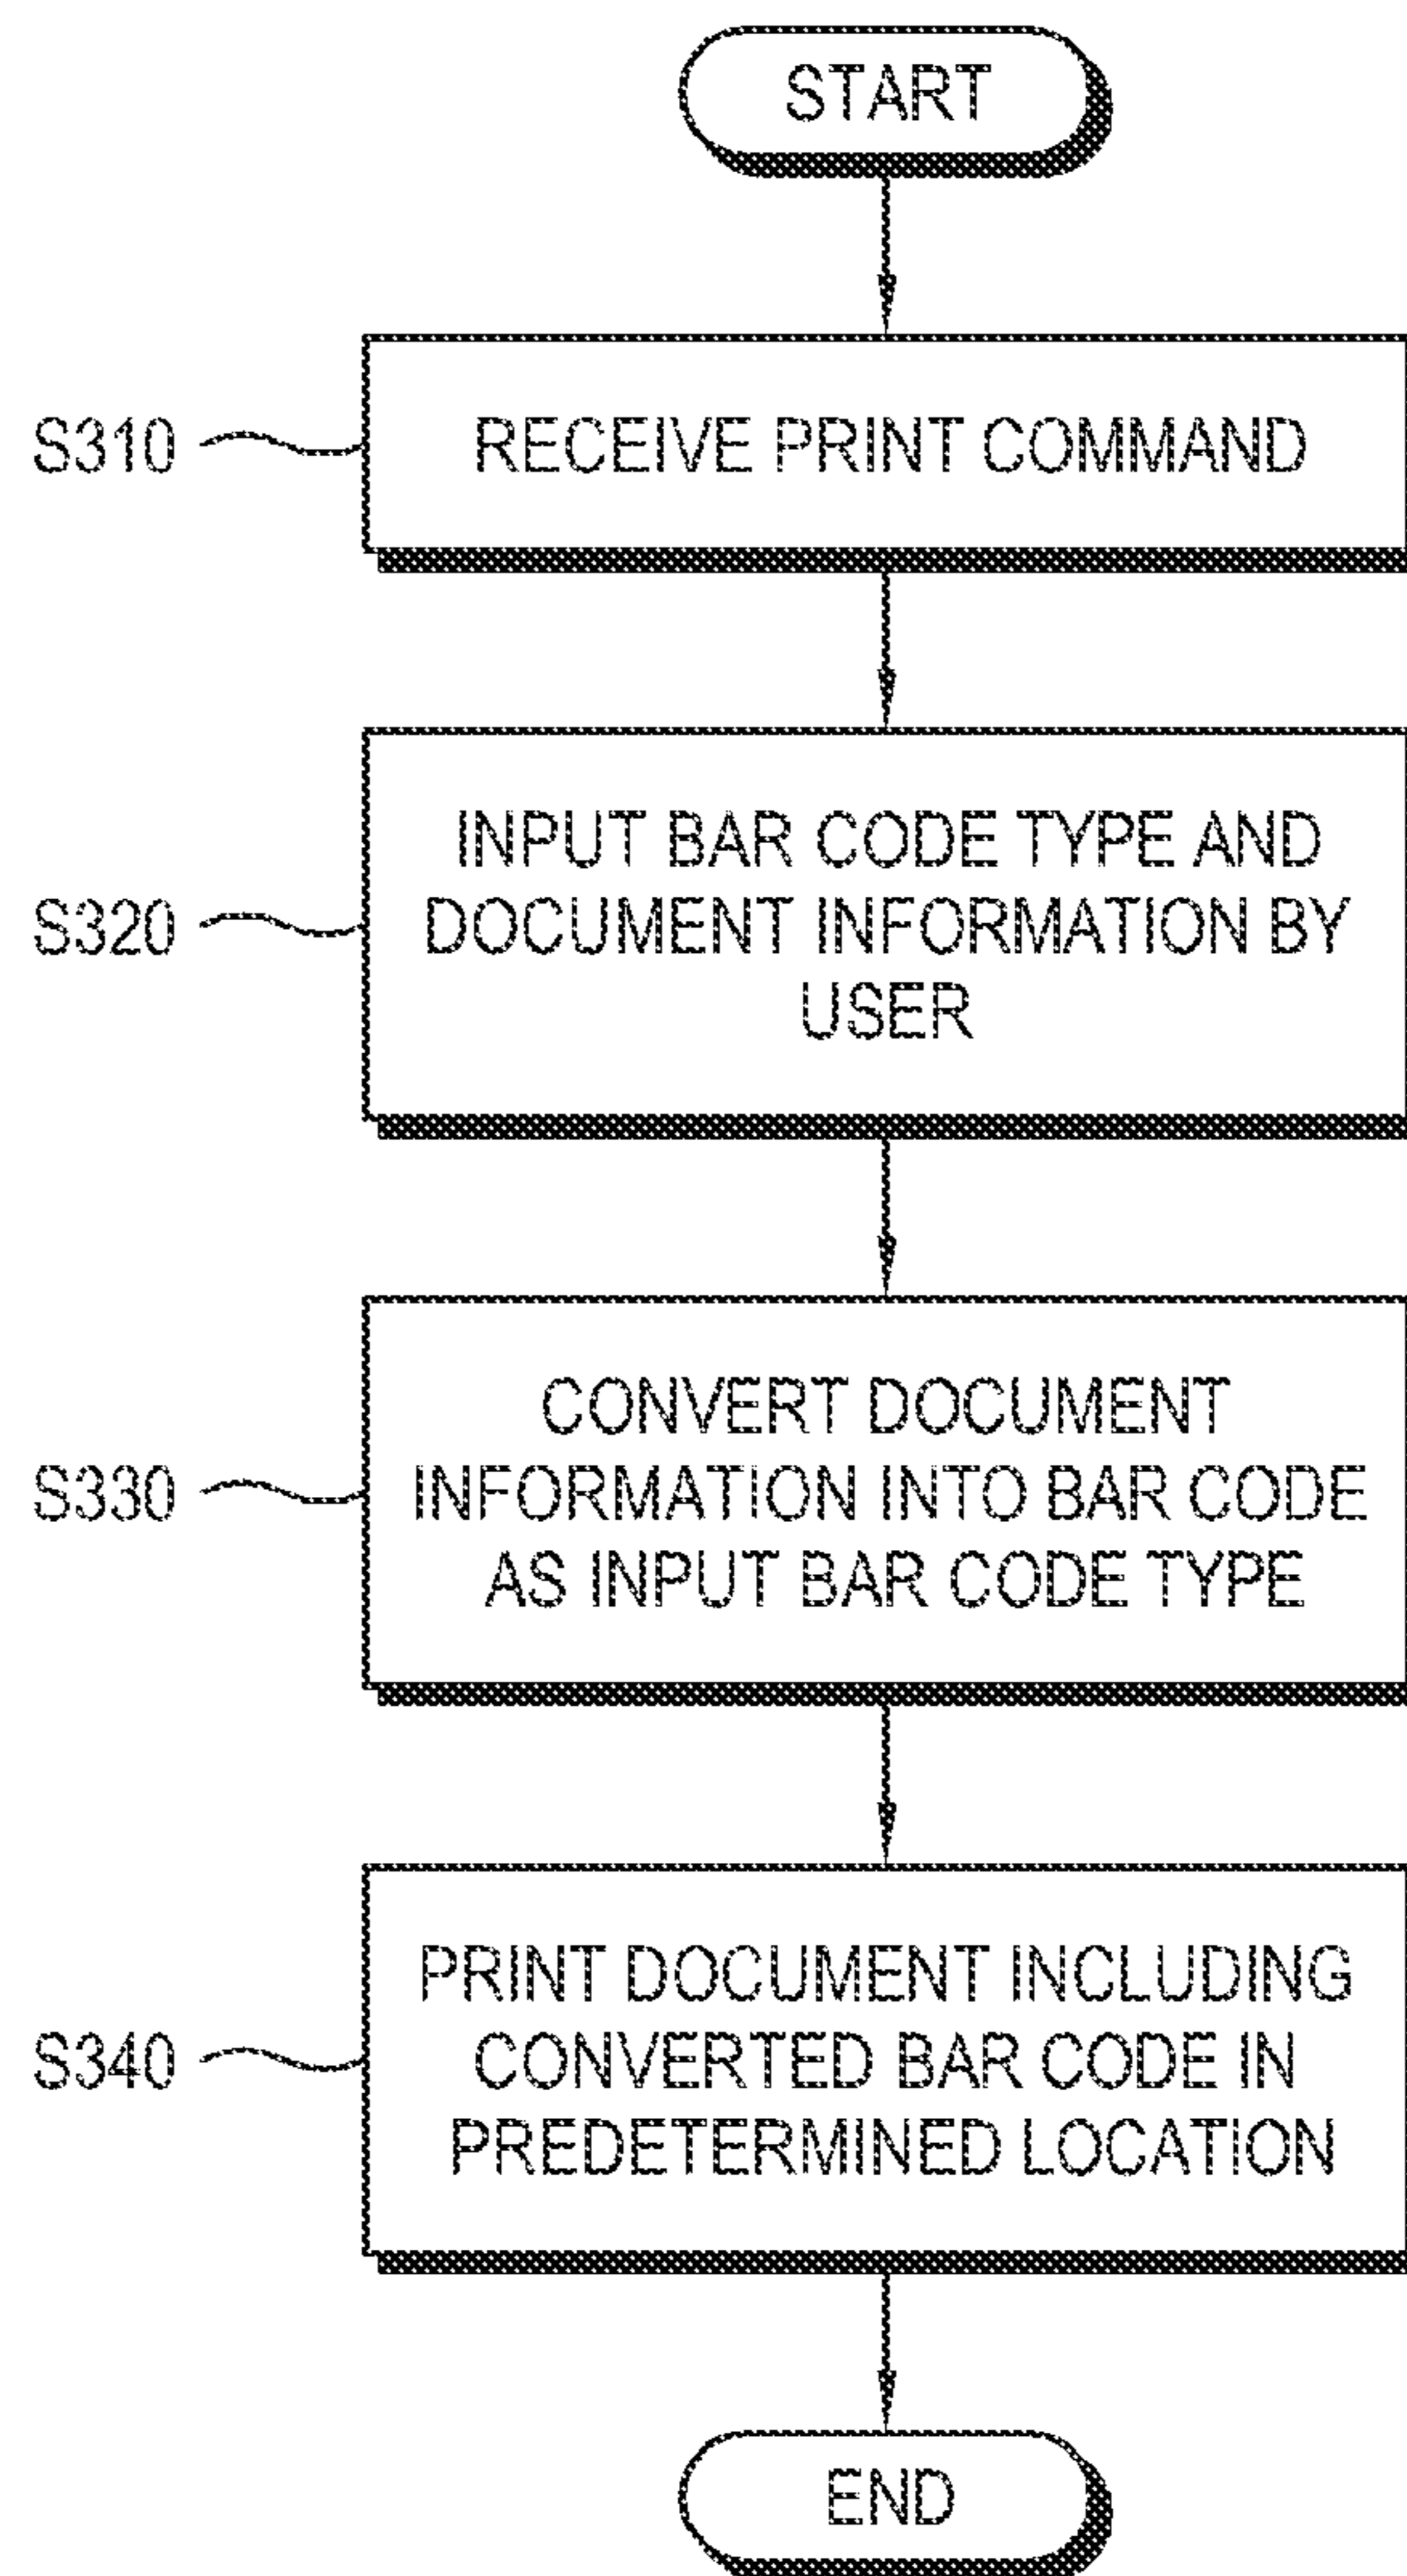 START
S310
RECEIVE PRINT COMMAND
S320
INPUT BAR CODE TYPE AND
DOCUMENT INFORMATION BY
USER
S330
CONVERT DOCUMENT
INFORMATION INTO BAR CODE
AS INPUT BAR CODE TYPE
S340
PRINT DOCUMENT INCLUDING
CONVERTED BAR CODE IN
PREDETERMINED LOCATION
END